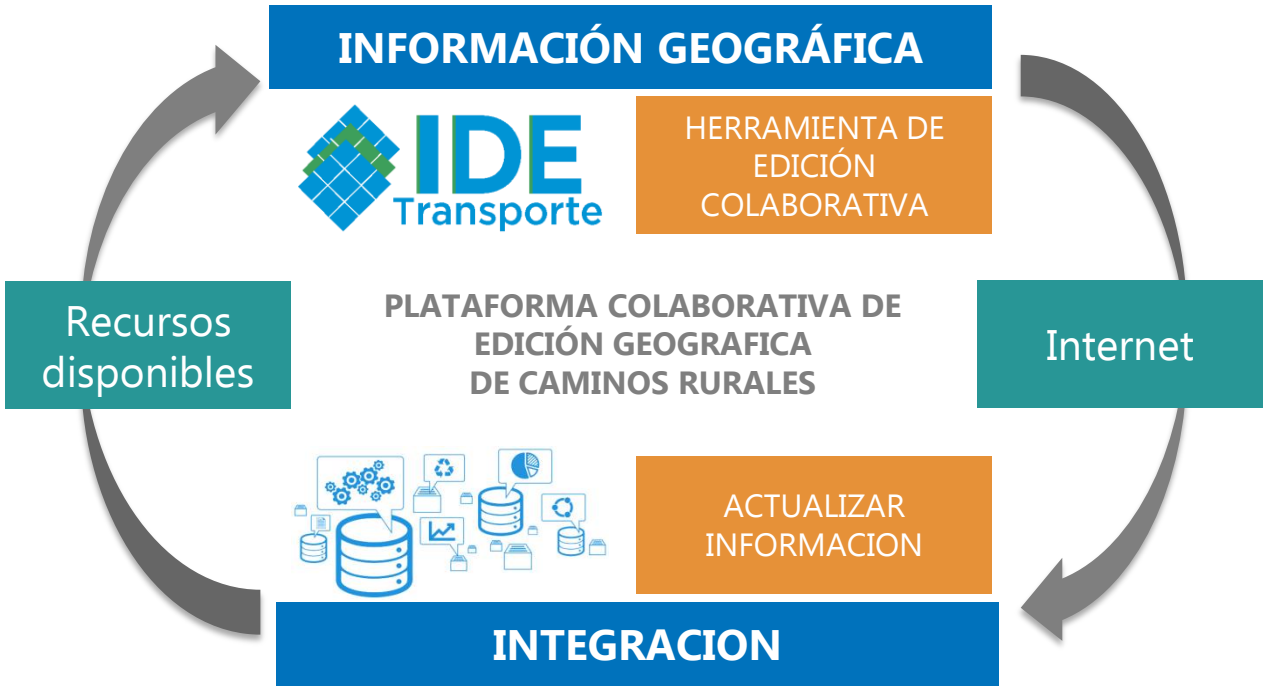 INFORMACIÓN GEOGRÁFICA
IDE
Transporte
HERRAMIENTA DE
EDICIÓN
COLABORATIVA
Recursos
disponibles
PLATAFORMA COLABORATIVA DE
EDICIÓN GEOGRAFICA
DE CAMINOS RURALES
Internet
ACTUALIZAR
INFORMACION
INTEGRACION